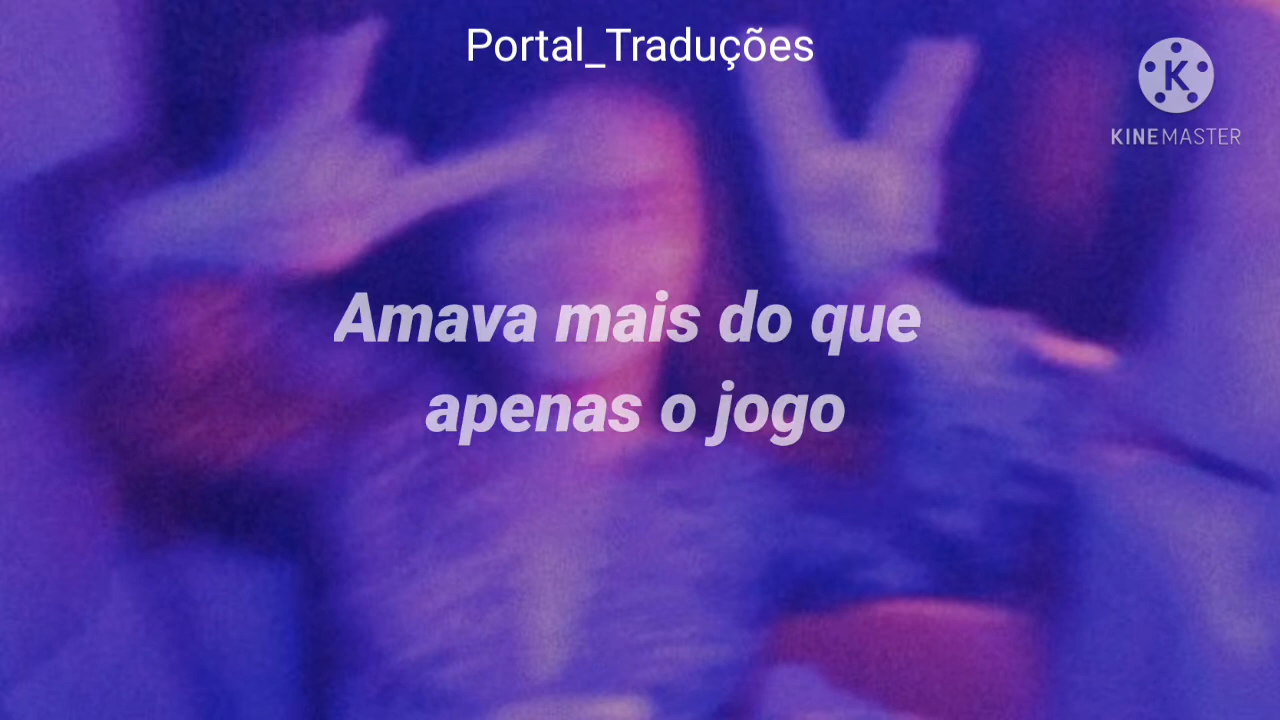 Portal_Traduções
K
KINEMASTER
Amava mais do que
apenas o jogo